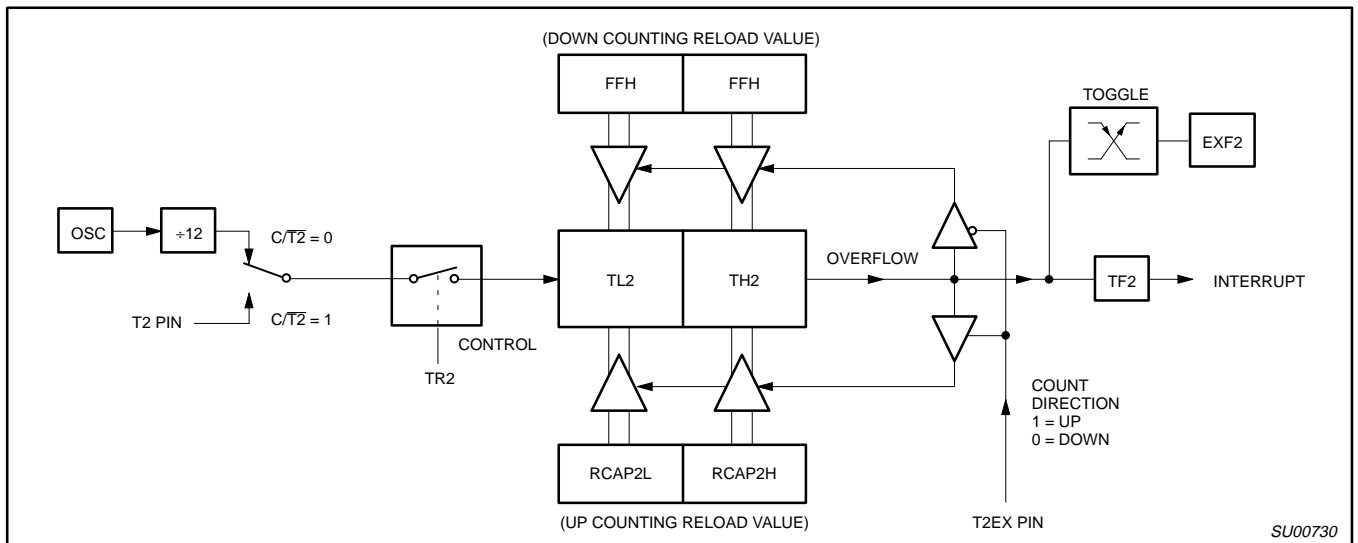 (DOWN COUNTING RELOAD VALUE)
FFH
FFH
TOGGLE
EXF2
OSC
÷12
C/T2̅ = 0
TL2
TH2
OVERFLOW
TF2
INTERRUPT
T2 PIN
C/T2̅ = 1
CONTROL
TR2
COUNT
DIRECTION
1 = UP
0 = DOWN
RCAP2L
RCAP2H
(UP COUNTING RELOAD VALUE)
T2EX PIN
SU00730